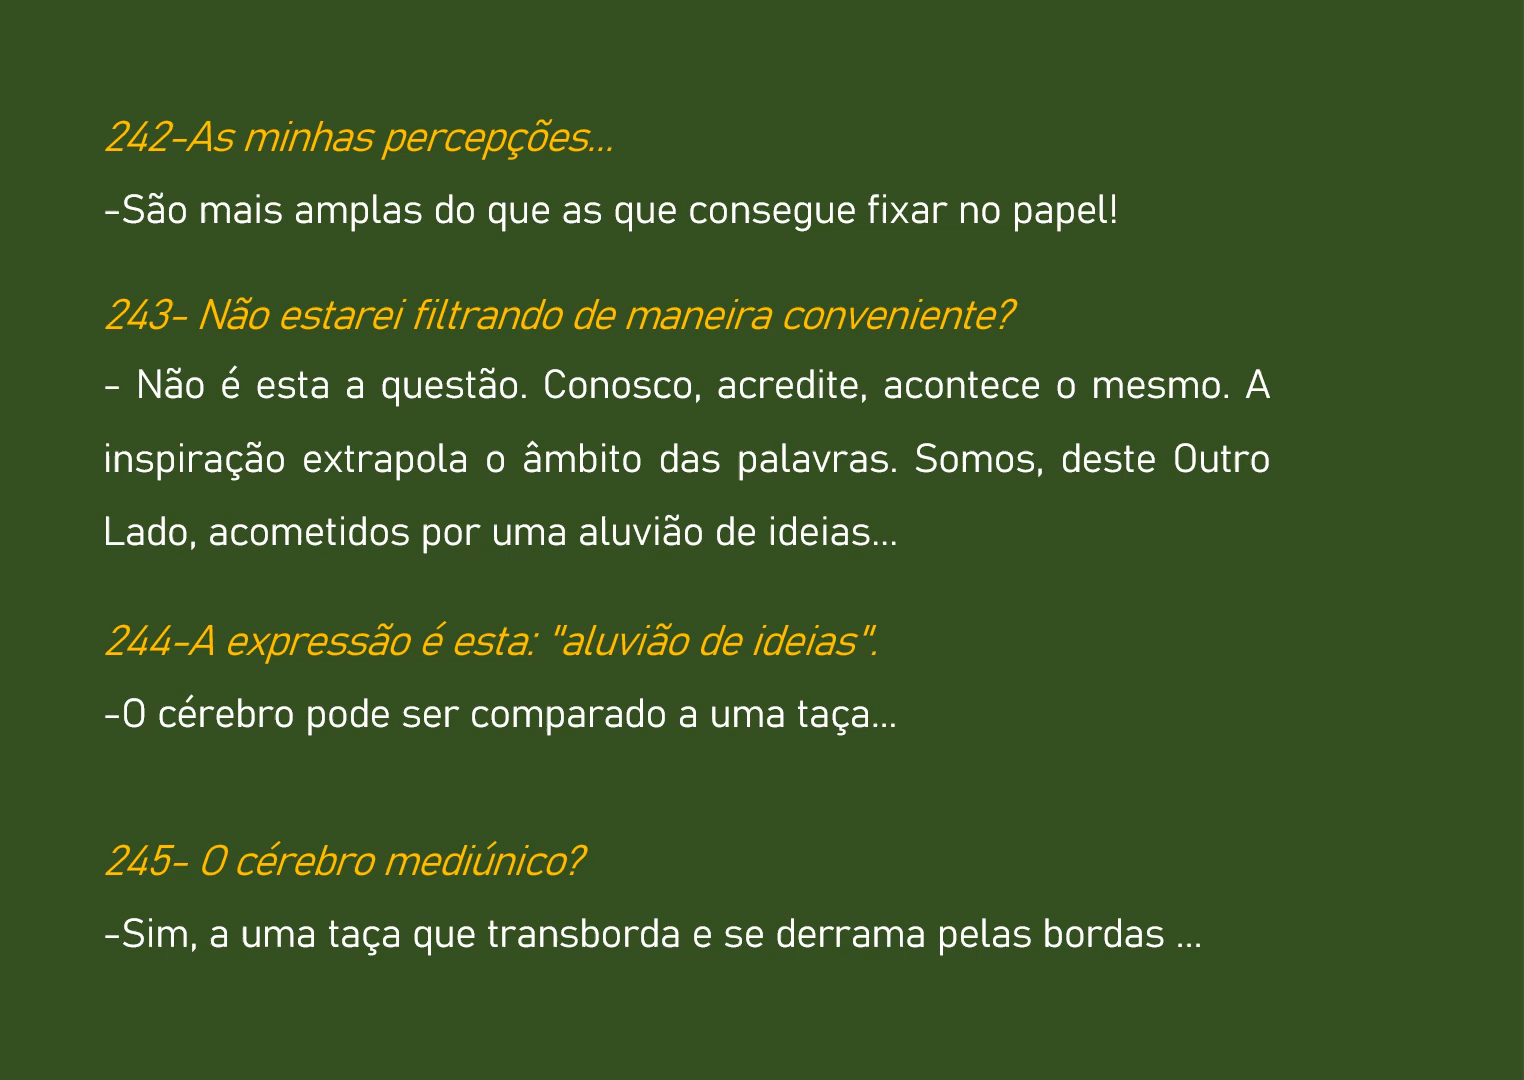 242-As minhas percepções...
-São mais amplas do que as que consegue fixar no papel!
243- Não estarei filtrando de maneira conveniente?
- Não é esta a questão. Conosco, acredite, acontece o mesmo. A
inspiração extrapola o âmbito das palavras. Somos, deste Outro
Lado, acometidos por uma aluvião de ideias...
244-A expressão é esta: "aluvião de ideias".
-O cérebro pode ser comparado a uma taça...
245- O cérebro mediúnico?
-Sim, a uma taça que transborda e se derrama pelas bordas ...